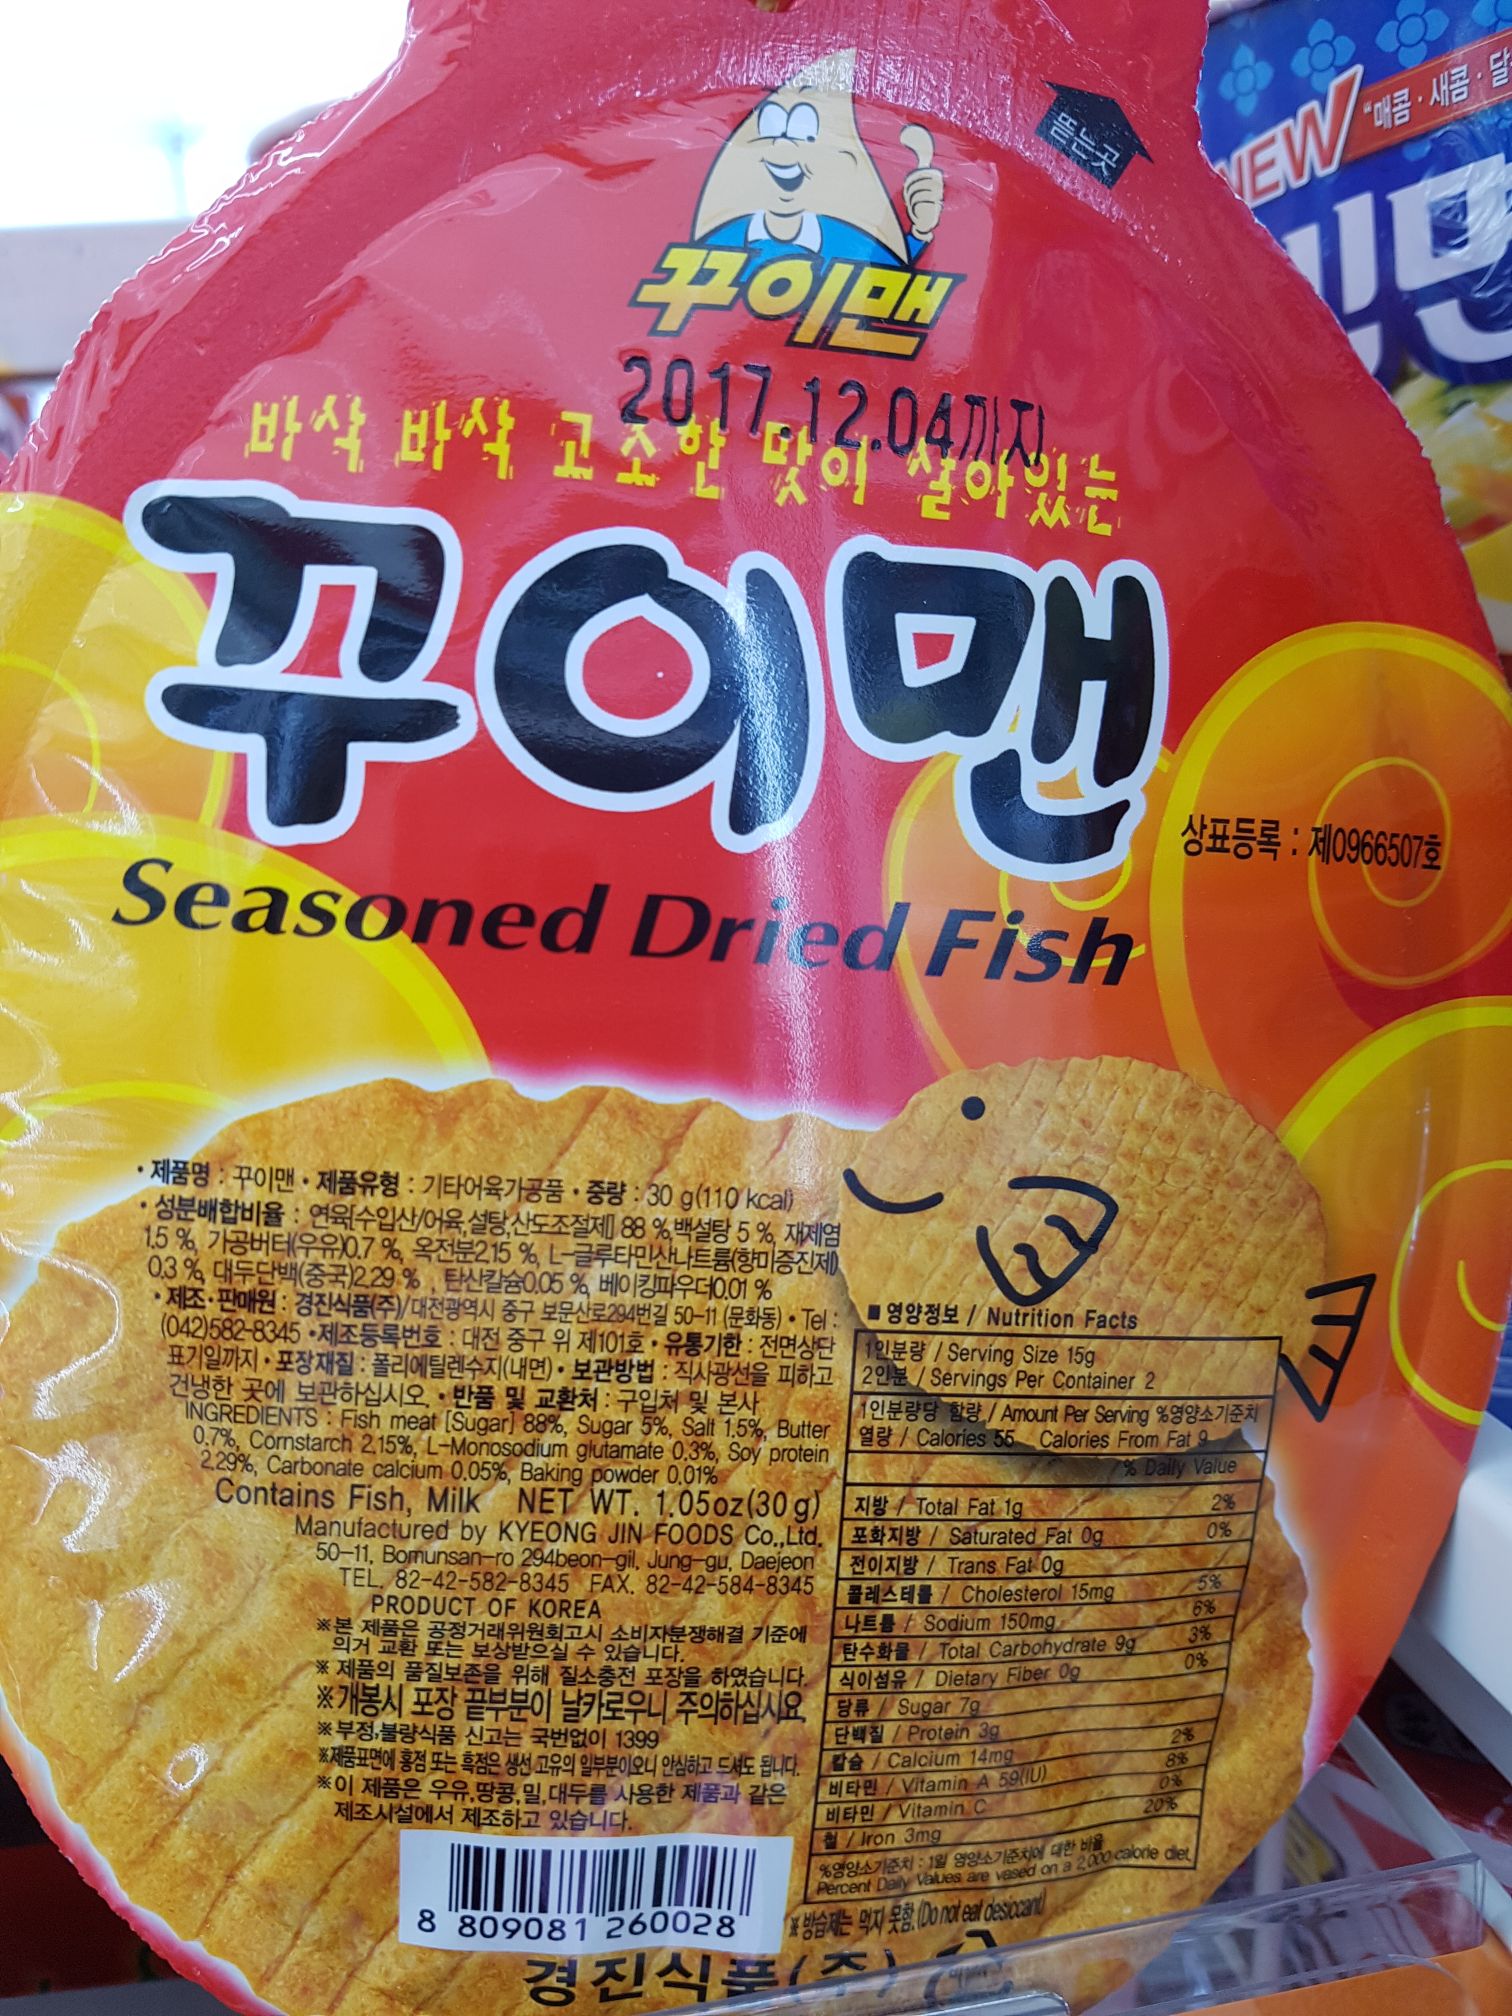 뜯는곳
NEW
"매콤·새콤·달
꾸이맨
2017.12.04까지
바삭 바삭 고소한 맛이 살아있는
꾸이맨
상표등록 : 제0966507호
Seasoned Dried Fish
• 제품명 : 꾸이맨 • 제품유형 : 기타어육가공품 • 중량 : 30 g(110 kcal)
• 성분배합비율 : 연육[수입산/어육,설탕,산도조절제] 88 %,백설탕 5 %, 재제염
1.5 %, 가공버터(우유)0.7 %, 옥전분2.15 %, L-글루타민산나트륨(향미증진제)
0.3 %, 대두단백(중국)2.29 %, 탄산칼슘0.05 %, 베이킹파우더0.01 %
• 제조·판매원 : 경진식품(주)/대전광역시 중구 보문산로294번길 50-11 (문화동) • Tel :
(042)582-8345 •제조등록번호 : 대전 중구 위 제101호 • 유통기한 : 전면상단
표기일까지 • 포장재질 : 폴리에틸렌수지(내면) • 보관방법 : 직사광선을 피하고
건냉한 곳에 보관하십시오. • 반품 및 교환처 : 구입처 및 본사
INGREDIENTS : Fish meat [Sugar] 88%, Sugar 5%, Salt 1.5%, Butter
0.7%, Cornstarch 2.15%, L-Monosodium glutamate 0.3%, Soy protein
2.29%, Carbonate calcium 0.05%, Baking powder 0.01%
Contains Fish, Milk NET WT. 1.05oz(30 g)
Manufactured by KYEONG JIN FOODS Co.,Ltd.
50-11, Bomunsan-ro 294beon-gil, Jung-gu, Daejeon
TEL. 82-42-582-8345 FAX. 82-42-584-8345
PRODUCT OF KOREA
※본 제품은 공정거래위원회고시 소비자분쟁해결 기준에
의거 교환 또는 보상받으실 수 있습니다.
※ 제품의 품질보존을 위해 질소충전 포장을 하였습니다.
※개봉시 포장 끝부분이 날카로우니 주의하십시요.
※부정,불량식품 신고는 국번없이 1399
※제품표면에 홍점 또는 흑점은 생선 고유의 일부분이오니 안심하고 드셔도 됩니다.
※이 제품은 우유,땅콩,밀,대두를 사용한 제품과 같은
제조시설에서 제조하고 있습니다.
■ 영양정보 / Nutrition Facts
1인분량 / Serving Size 15g
2인분 / Servings Per Container 2
1인분량당 함량 / Amount Per Serving %영양소기준치
열량 / Calories 55 Calories From Fat 9
/ % Daily Value
지방 / Total Fat 1g 2%
포화지방 / Saturated Fat 0g 0%
전이지방 / Trans Fat 0g
콜레스테롤 / Cholesterol 15mg 5%
나트륨 / Sodium 150mg 6%
탄수화물 / Total Carbohydrate 9g 3%
식이섬유 / Dietary Fiber 0g 0%
당류 / Sugar 7g
단백질 / Protein 3g
칼슘 / Calcium 14mg 2%
비타민 / Vitamin A 59(IU) 8%
비타민 / Vitamin C 0%
철 / Iron 3mg 20%
%영양소기준치 : 1일 영양소기준치에 대한 비율
Percent Daily Values are vased on a 2,000 calorie diet.
※ 방습제는 먹지 못함.(Do not eat desiccant)
8 809081 260028
경진식품(주)